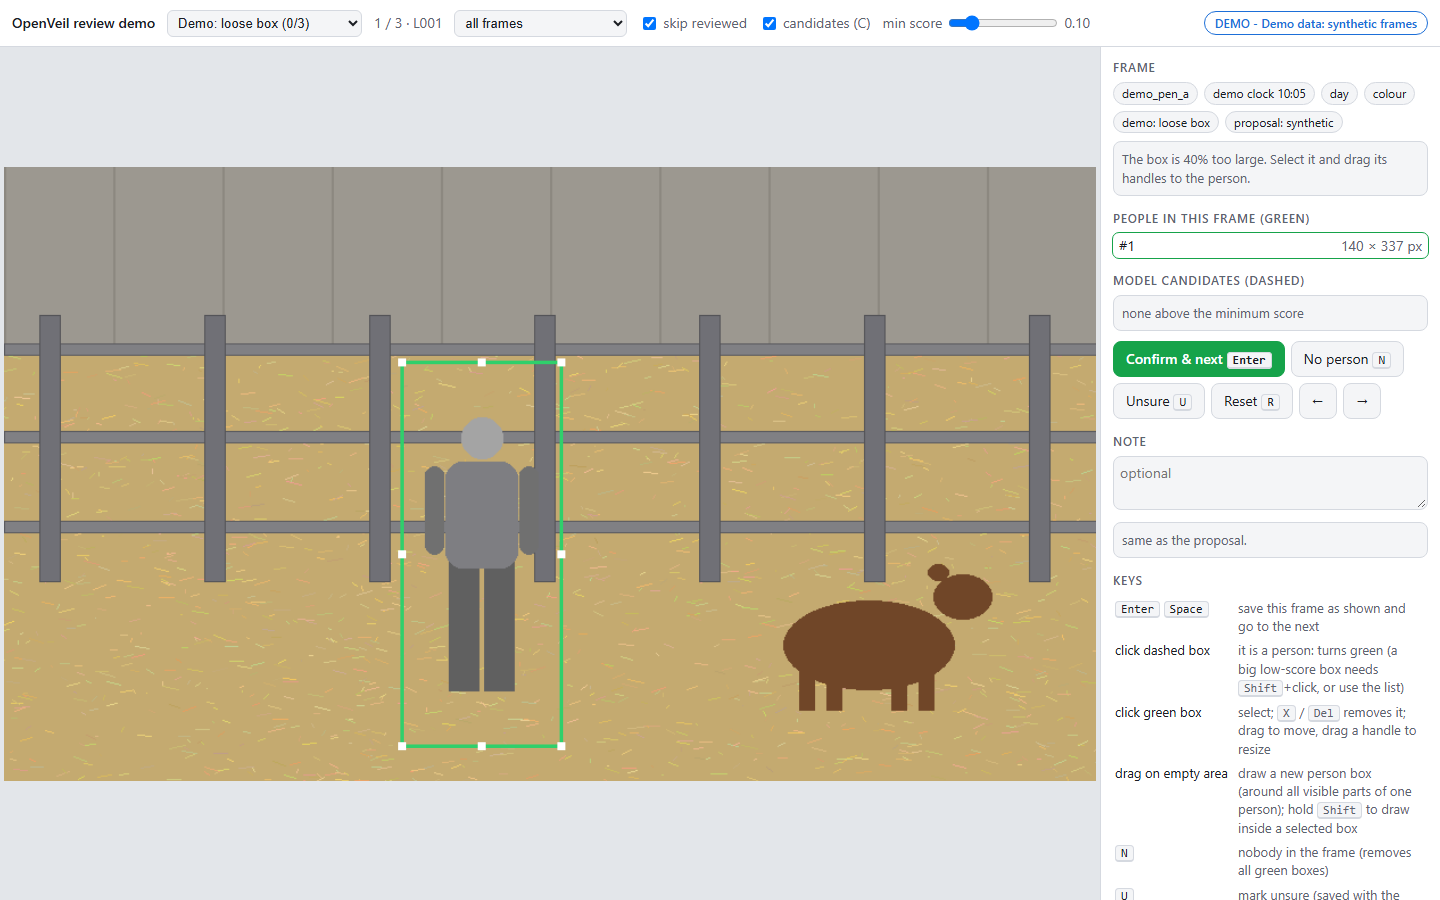 OpenVeil review demo
Demo: loose box (0/3)
1 / 3 · L001
all frames
skip reviewed
candidates (C)
min score
0.10
DEMO - Demo data: synthetic frames
FRAME
demo_pen_a
demo clock 10:05
day
colour
demo: loose box
proposal: synthetic
The box is 40% too large. Select it and drag its
handles to the person.
PEOPLE IN THIS FRAME (GREEN)
#1 140 × 337 px
MODEL CANDIDATES (DASHED)
none above the minimum score
Confirm & next Enter
No person N
Unsure U
Reset R
←
→
NOTE
optional
same as the proposal.
KEYS
Enter Space save this frame as shown and
go to the next
click dashed box it is a person: turns green (a
big low-score box needs
Shift +click, or use the list)
click green box select; X / Del removes it;
drag to move, drag a handle to
resize
drag on empty area draw a new person box
(around all visible parts of one
person); hold Shift to draw
inside a selected box
N nobody in the frame (removes
all green boxes)
U mark unsure (saved with the